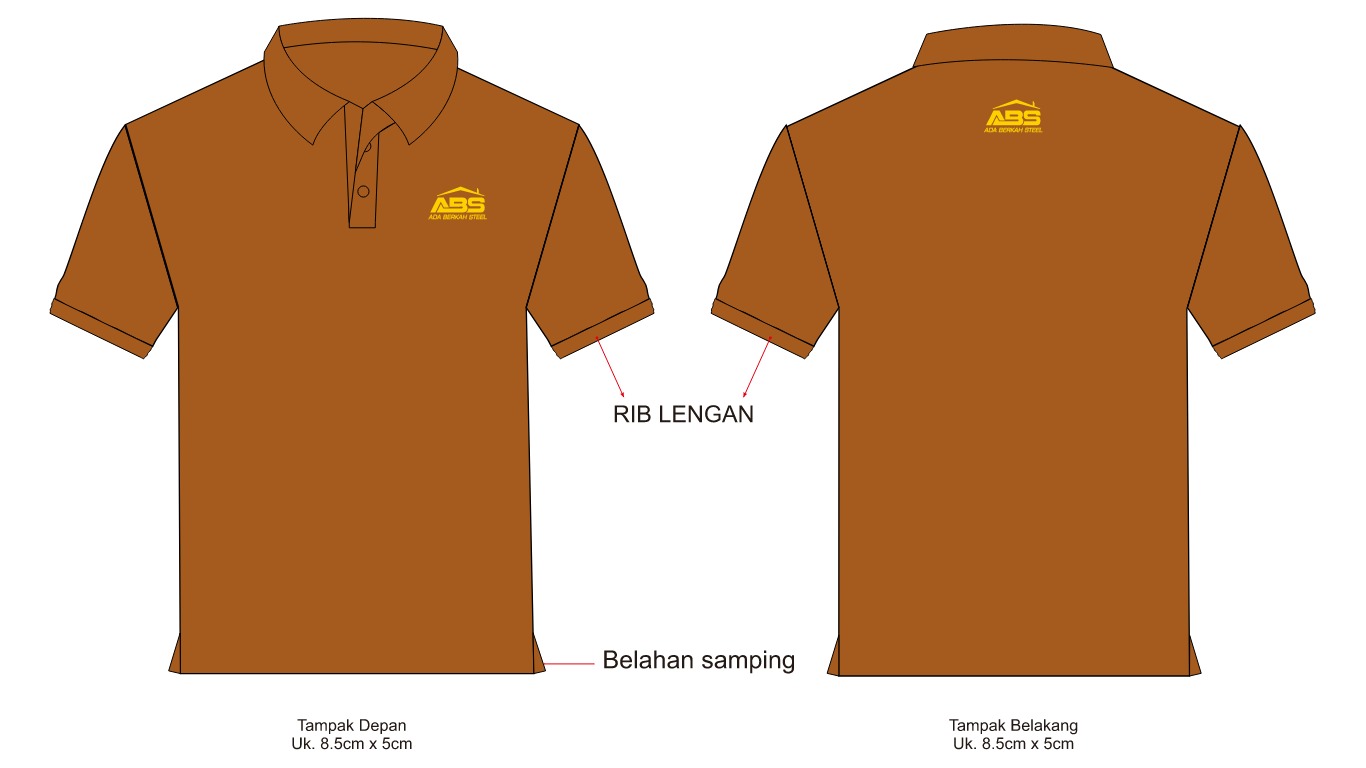 ABS
ADA BERKAH STEEL
ABS
ADA BERKAH STEEL
RIB LENGAN
Belahan samping
Tampak Depan
Uk. 8.5cm x 5cm
Tampak Belakang
Uk. 8.5cm x 5cm